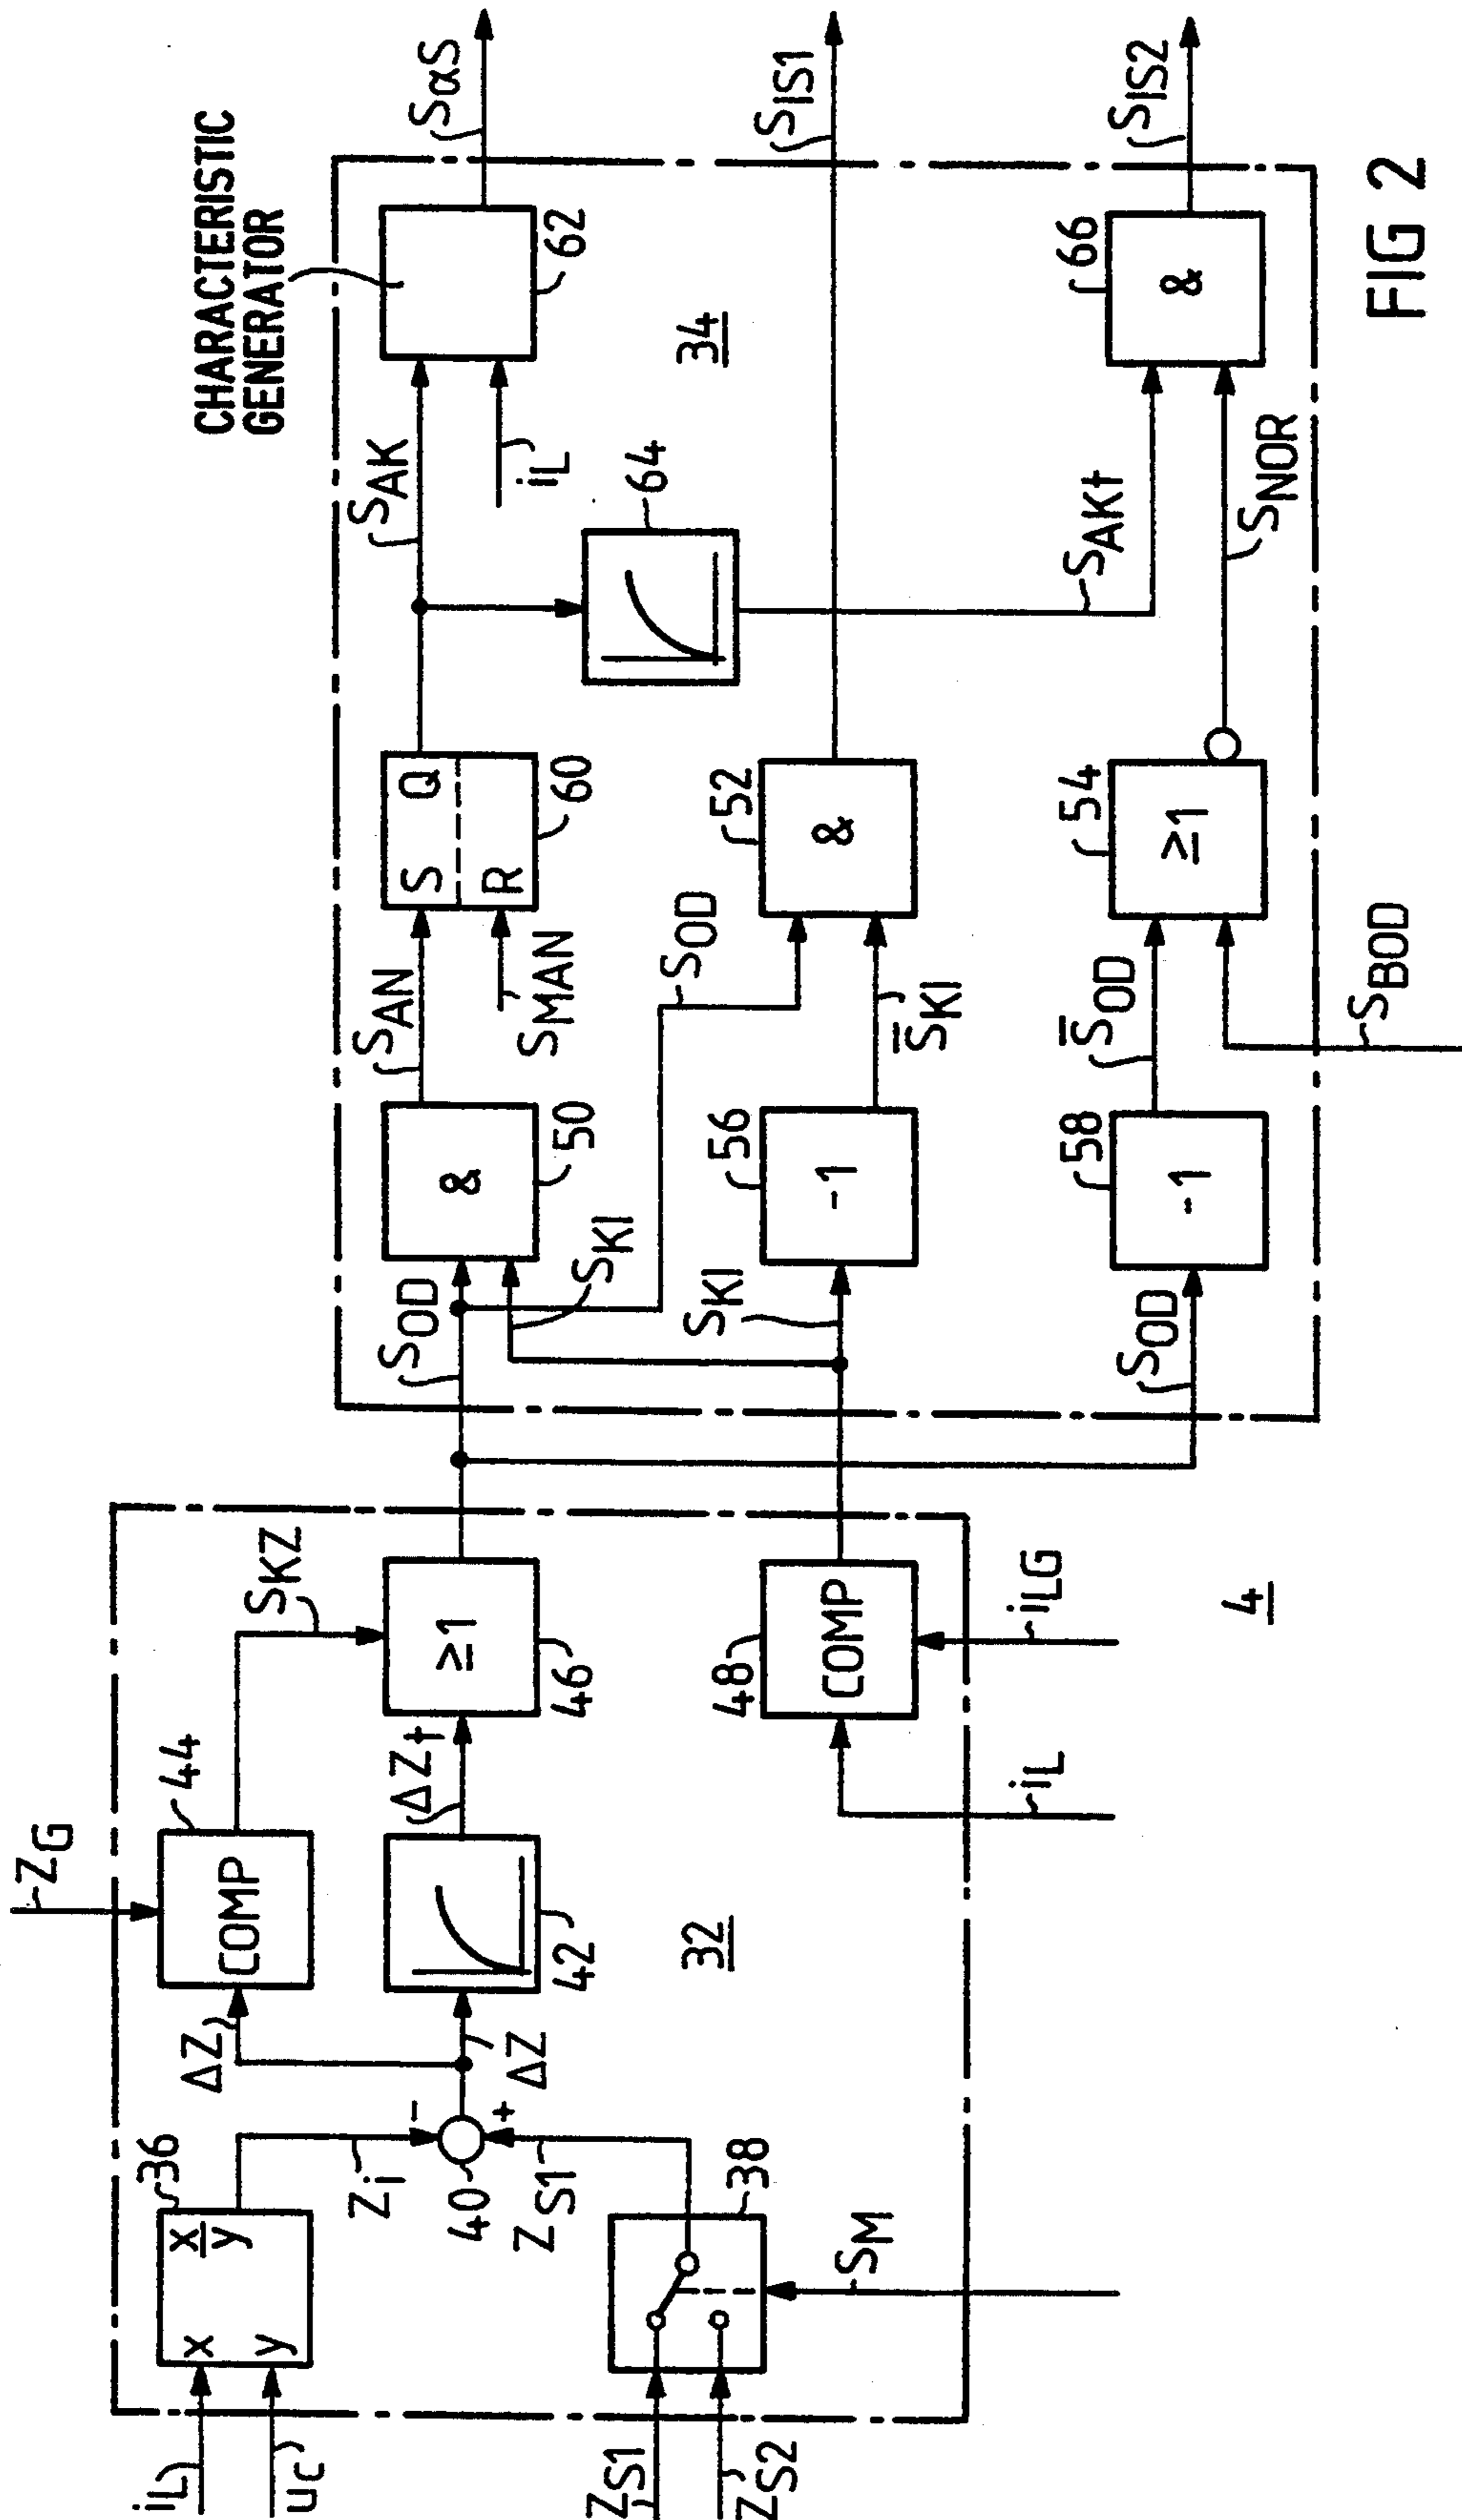 iL
uC
x
y
x
y
36
Zi
-
+
40
ZS1
ΔZ
ΔZ
ZG
COMP
44
SKZ
42
ΔZt
≥1
46
ZS1
ZS2
38
SM
32
48
COMP
iL
iLG
4
SOD
SKI
&
50
SAN
S
Q
R
60
SMAN
SAK
iL
CHARACTERISTIC
GENERATOR
62
SαS
SKI
-1
56
S̅KI
SOD
52
&
64
34
SIS1
SOD
58
-1
S̅OD
54
≥1
SBOD
SAKt
SNOR
66
&
SIS2
FIG 2